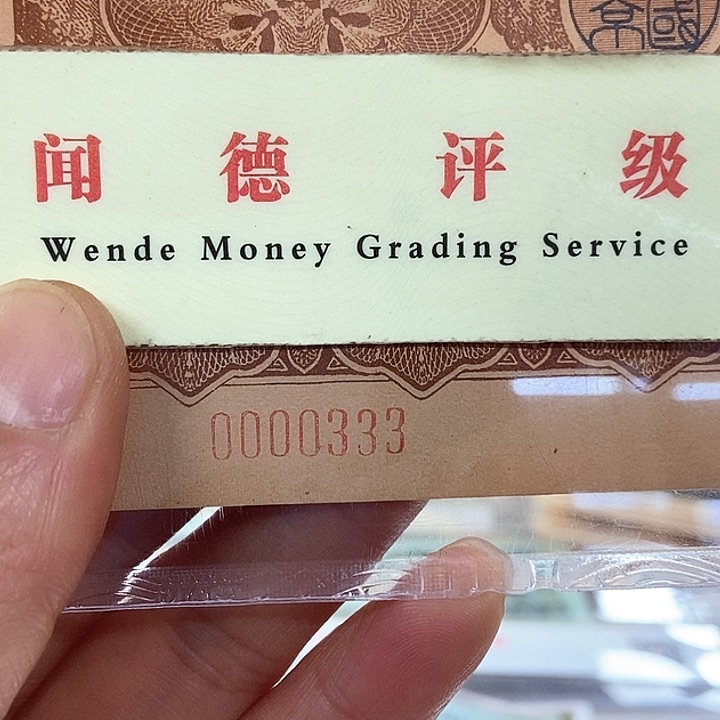 闻德评级
Wende Money Grading Service
0000333